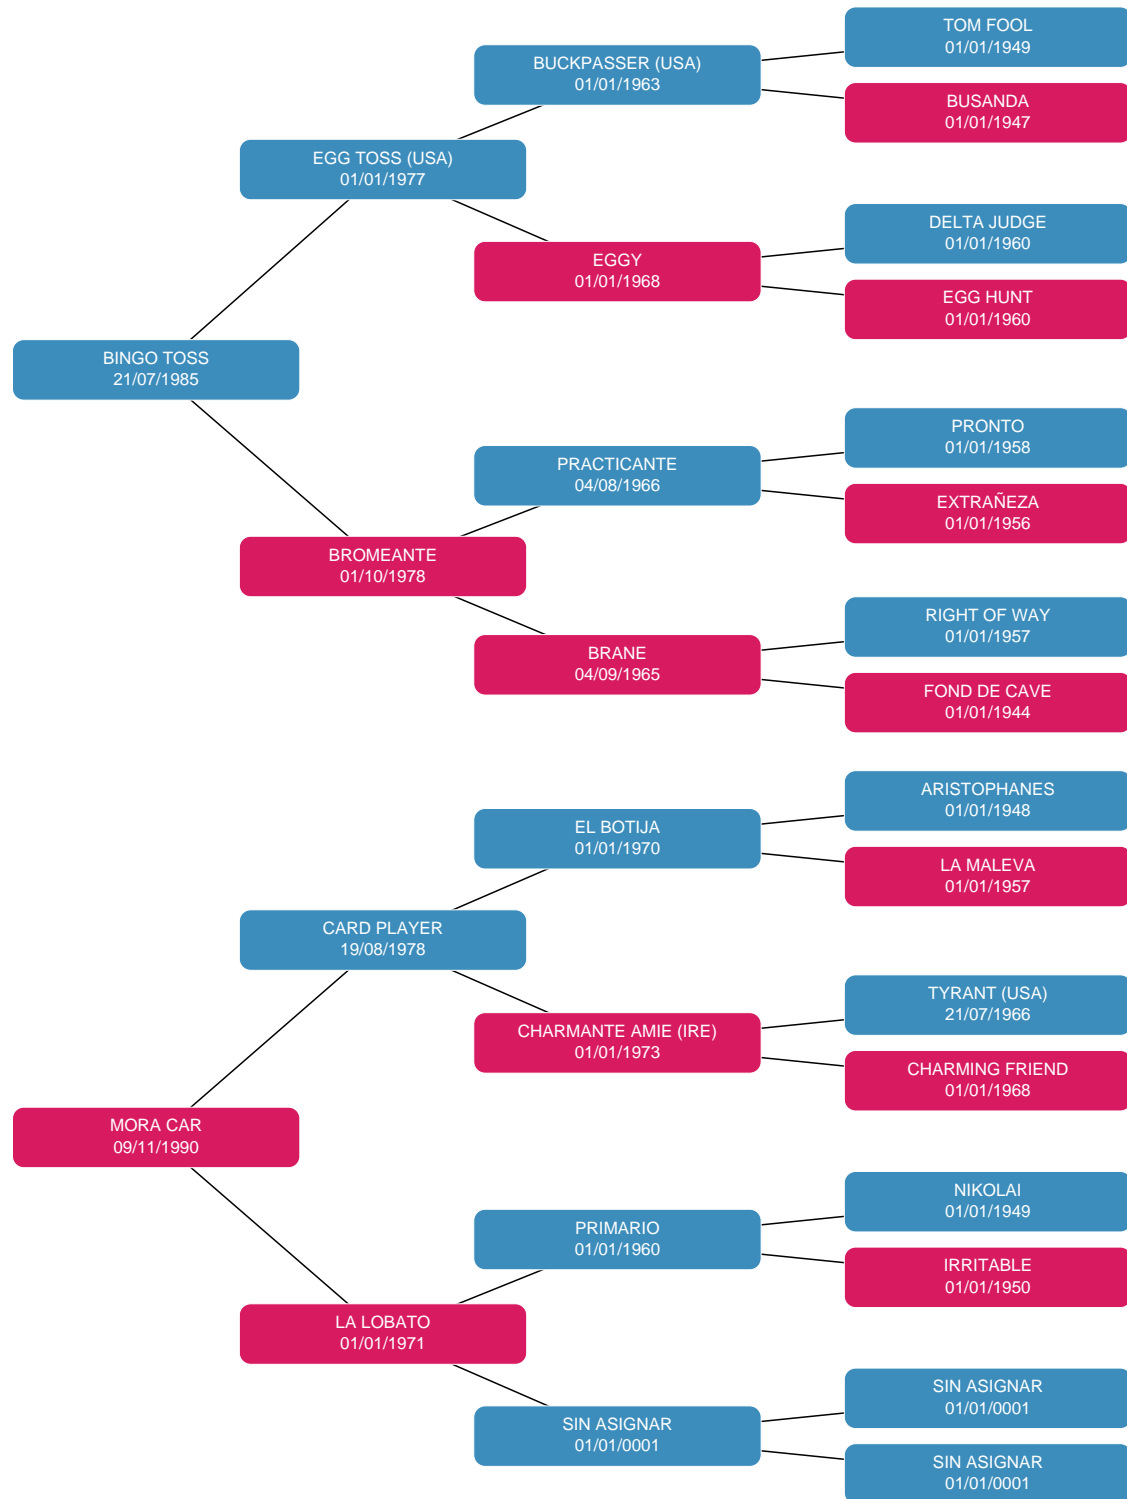 TOM FOOL
01/01/1949
BUCKPASSER (USA)
01/01/1963
BUSANDA
01/01/1947
EGG TOSS (USA)
01/01/1977
DELTA JUDGE
01/01/1960
EGGY
01/01/1968
EGG HUNT
01/01/1960
BINGO TOSS
21/07/1985
PRONTO
01/01/1958
PRACTICANTE
04/08/1966
EXTRAÑEZA
01/01/1956
BROMEANTE
01/10/1978
RIGHT OF WAY
01/01/1957
BRANE
04/09/1965
FOND DE CAVE
01/01/1944
ARISTOPHANES
01/01/1948
EL BOTIJA
01/01/1970
LA MALEVA
01/01/1957
CARD PLAYER
19/08/1978
TYRANT (USA)
21/07/1966
CHARMANTE AMIE (IRE)
01/01/1973
CHARMING FRIEND
01/01/1968
MORA CAR
09/11/1990
NIKOLAI
01/01/1949
PRIMARIO
01/01/1960
IRRITABLE
01/01/1950
LA LOBATO
01/01/1971
SIN ASIGNAR
01/01/0001
SIN ASIGNAR
01/01/0001
SIN ASIGNAR
01/01/0001